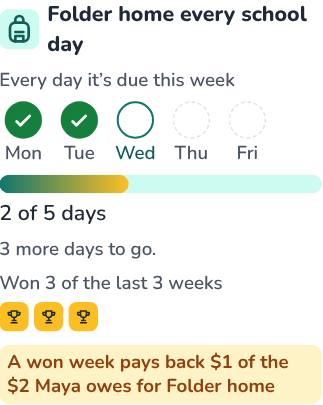 Folder home every school
day
Every day it’s due this week
Mon Tue Wed Thu Fri
2 of 5 days
3 more days to go.
Won 3 of the last 3 weeks
A won week pays back $1 of the
$2 Maya owes for Folder home